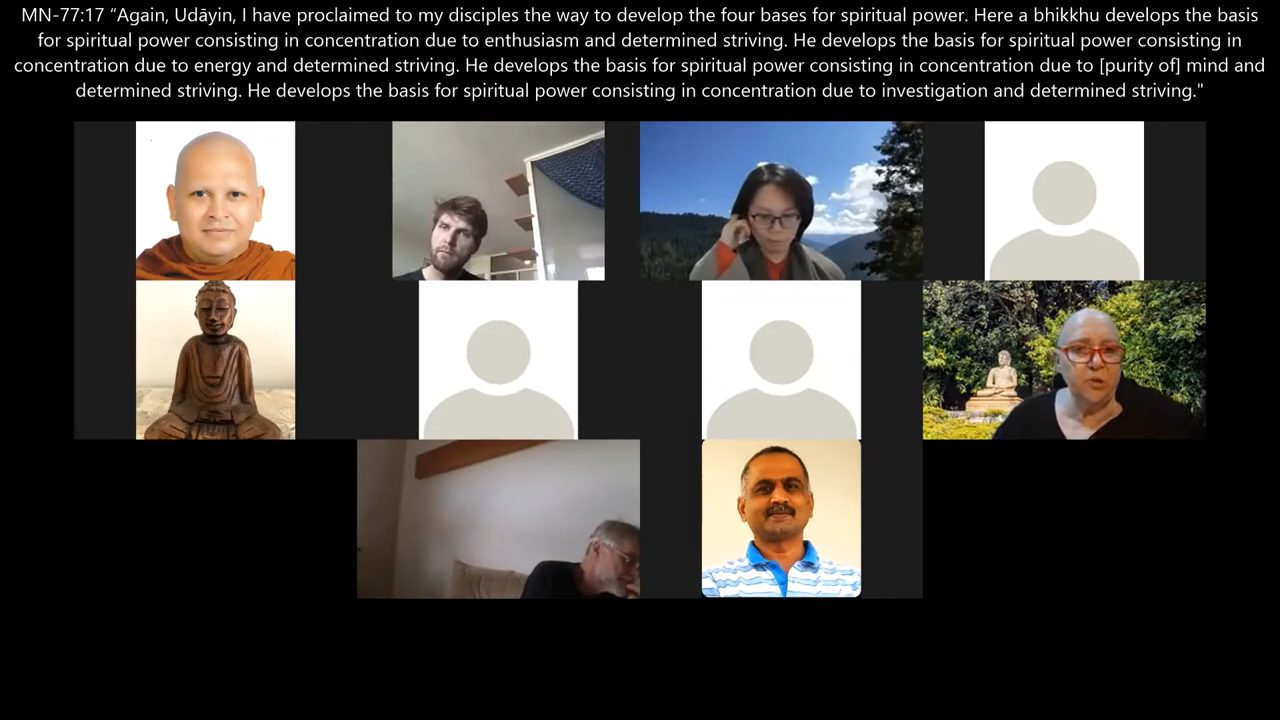 MN-77:17 “Again, Udāyin, I have proclaimed to my disciples the way to develop the four bases for spiritual power. Here a bhikkhu develops the basis
for spiritual power consisting in concentration due to enthusiasm and determined striving. He develops the basis for spiritual power consisting in
concentration due to energy and determined striving. He develops the basis for spiritual power consisting in concentration due to [purity of] mind and
determined striving. He develops the basis for spiritual power consisting in concentration due to investigation and determined striving."